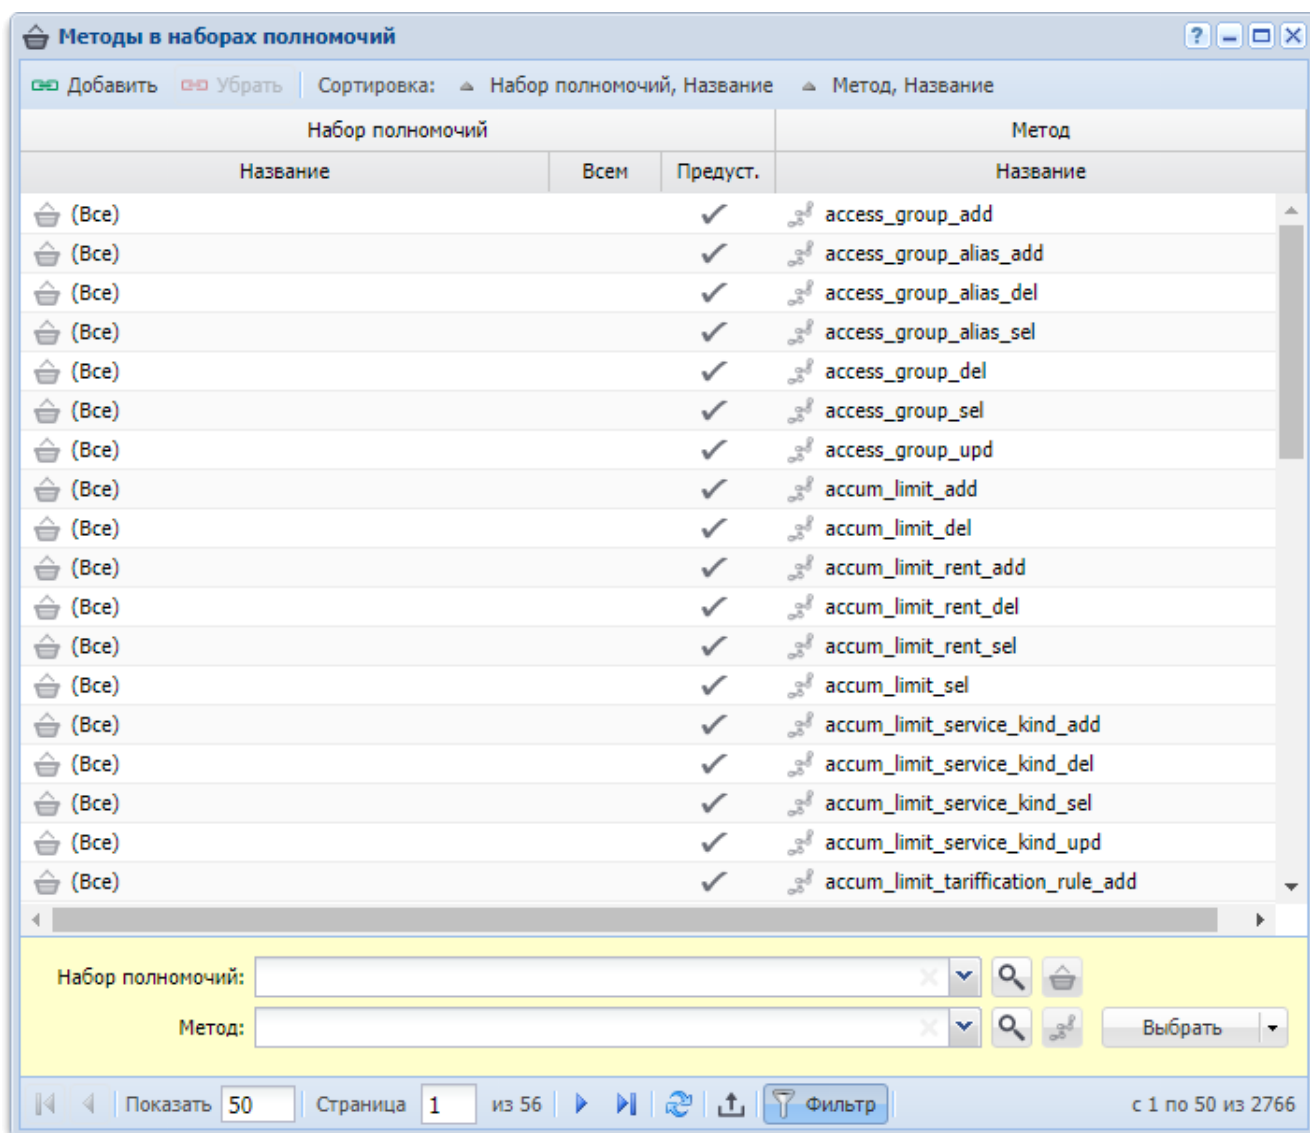 Методы в наборах полномочий
Добавить Убрать Сортировка: Набор полномочий, Название Метод, Название
Набор полномочий Метод
Название Всем Предуст. Название
(Все) access_group_add
(Все) access_group_alias_add
(Все) access_group_alias_del
(Все) access_group_alias_sel
(Все) access_group_del
(Все) access_group_sel
(Все) access_group_upd
(Все) accum_limit_add
(Все) accum_limit_del
(Все) accum_limit_rent_add
(Все) accum_limit_rent_del
(Все) accum_limit_rent_sel
(Все) accum_limit_sel
(Все) accum_limit_service_kind_add
(Все) accum_limit_service_kind_del
(Все) accum_limit_service_kind_sel
(Все) accum_limit_service_kind_upd
(Все) accum_limit_tariffication_rule_add
Набор полномочий:
Метод: Выбрать
Показать 50 Страница 1 из 56 Фильтр с 1 по 50 из 2766